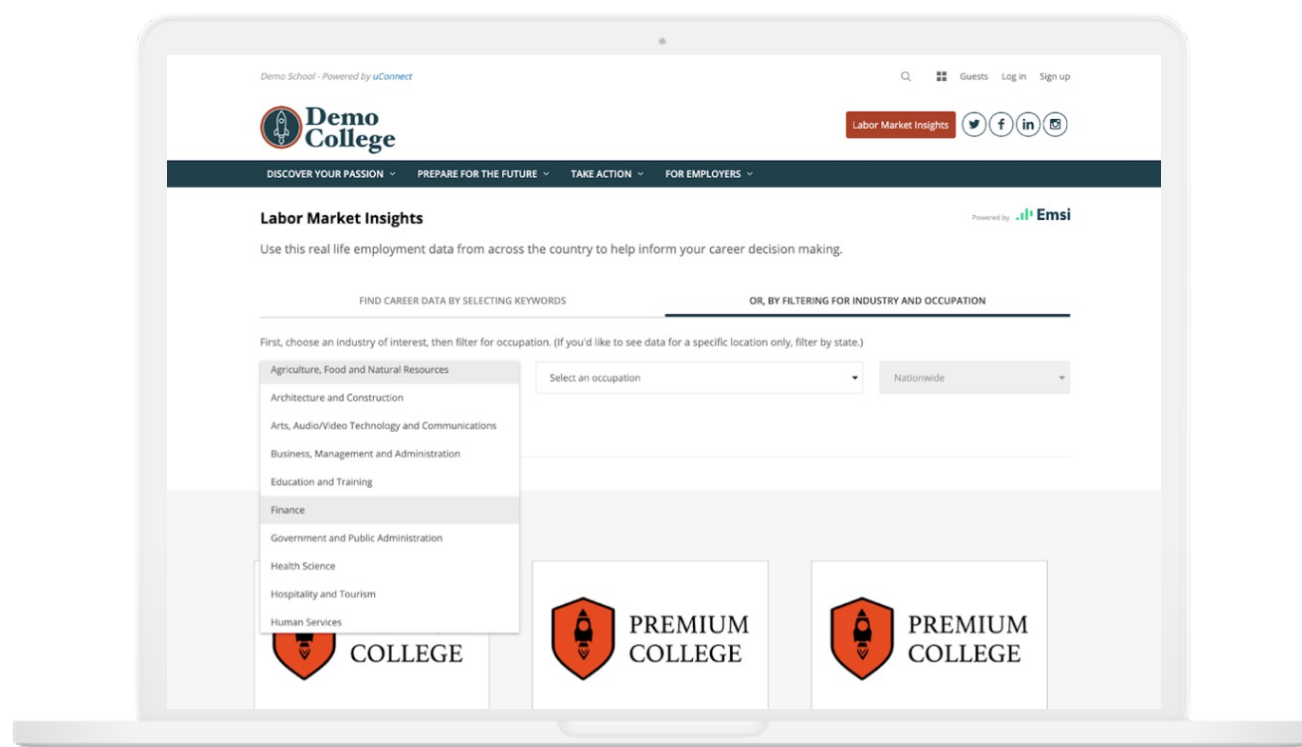 Demo School - Powered by uConnect
Guests Log in Sign up
Demo
College
Labor Market Insights
DISCOVER YOUR PASSION PREPARE FOR THE FUTURE TAKE ACTION FOR EMPLOYERS
Labor Market Insights
Powered by Emsi
Use this real life employment data from across the country to help inform your career decision making.
FIND CAREER DATA BY SELECTING KEYWORDS
OR, BY FILTERING FOR INDUSTRY AND OCCUPATION
First, choose an industry of interest, then filter for occupation. (If you'd like to see data for a specific location only, filter by state.)
Agriculture, Food and Natural Resources
Select an occupation
Nationwide
Architecture and Construction
Arts, Audio/Video Technology and Communications
Business, Management and Administration
Education and Training
Finance
Government and Public Administration
Health Science
Hospitality and Tourism
Human Services
COLLEGE
PREMIUM
COLLEGE
PREMIUM
COLLEGE